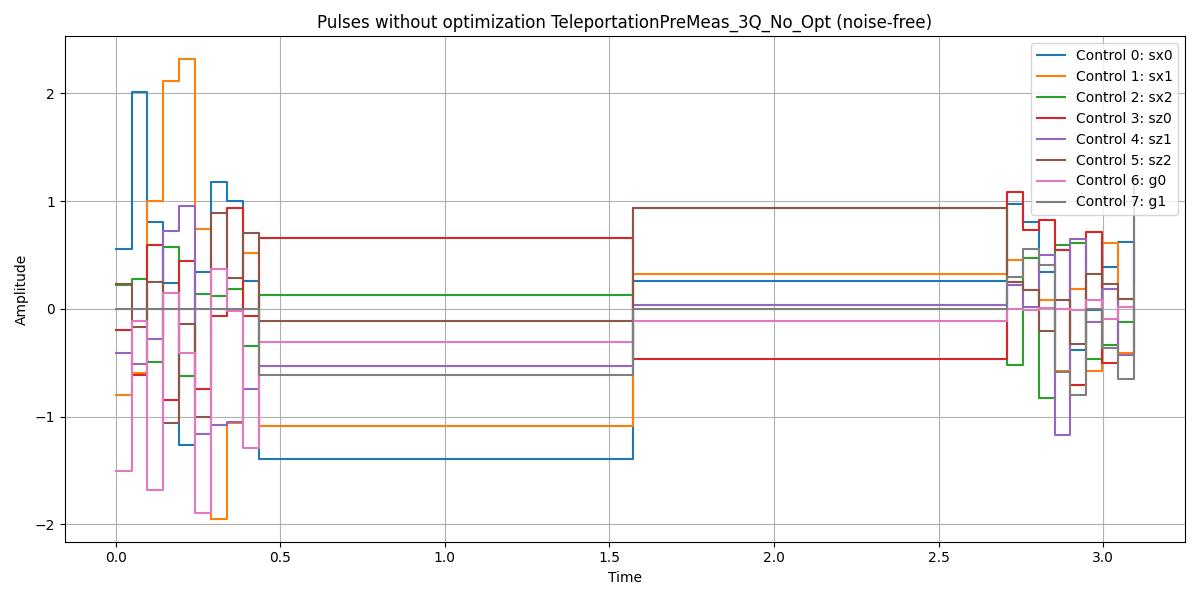 Pulses without optimization TeleportationPreMeas_3Q_No_Opt (noise-free)
Amplitude
2
1
0
−1
−2
Control 0: sx0
Control 1: sx1
Control 2: sx2
Control 3: sz0
Control 4: sz1
Control 5: sz2
Control 6: g0
Control 7: g1
0.0 0.5 1.0 1.5 2.0 2.5 3.0
Time